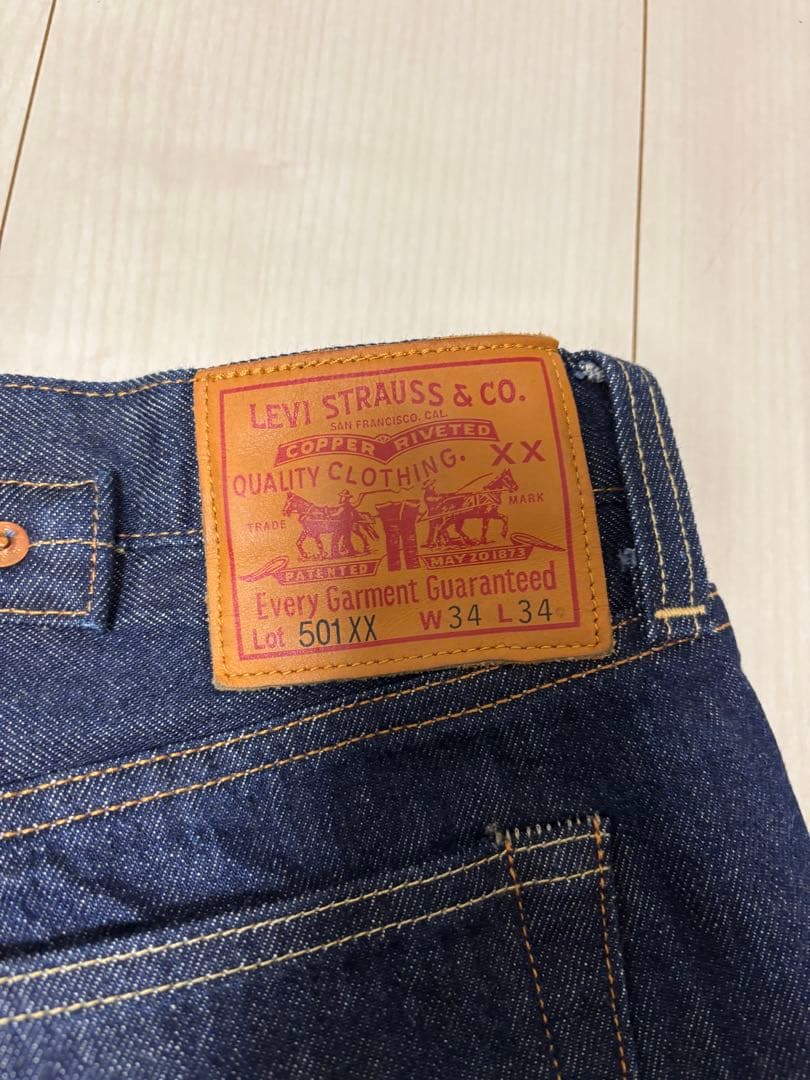 LEVI STRAUSS & CO.
SAN FRANCISCO, CAL.
COPPER RIVETED
XX
QUALITY CLOTHING.
TRADE MARK
PATENTED MAY 20 1873
Every Garment Guaranteed
Lot 501XX W34 L34